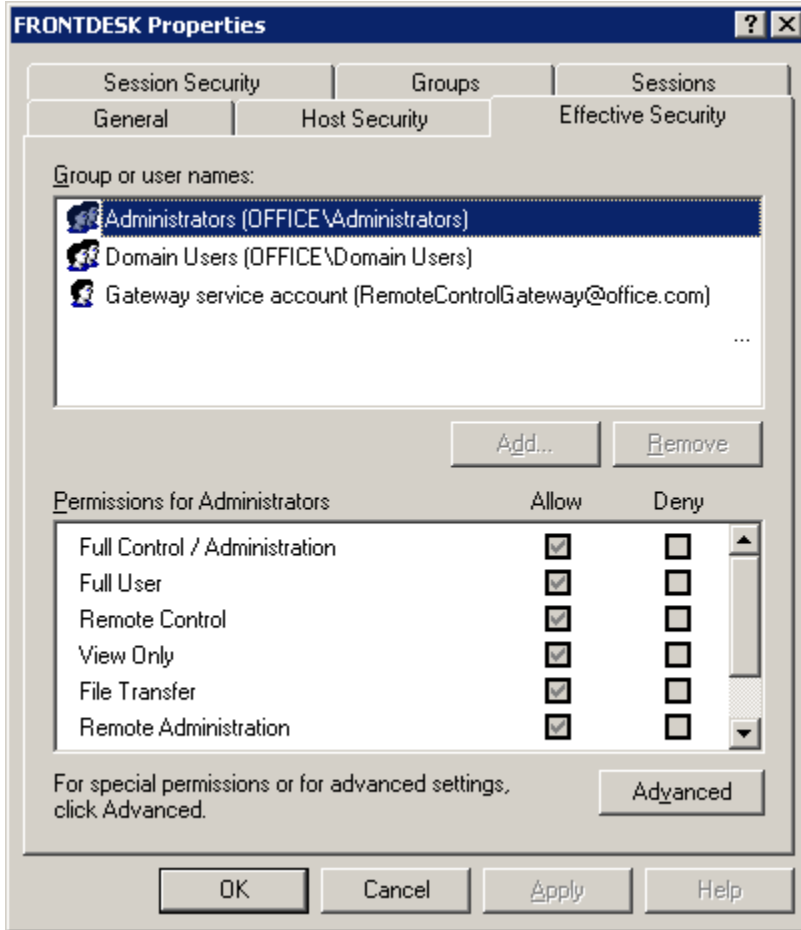 FRONTDESK Properties
Session Security Groups Sessions
General Host Security Effective Security
Group or user names:
Administrators (OFFICE\Administrators)
Domain Users (OFFICE\Domain Users)
Gateway service account (RemoteControlGateway@office.com)
...
Add... Remove
Permissions for Administrators Allow Deny
Full Control / Administration
Full User
Remote Control
View Only
File Transfer
Remote Administration
For special permissions or for advanced settings,
click Advanced.
Advanced
OK Cancel Apply Help